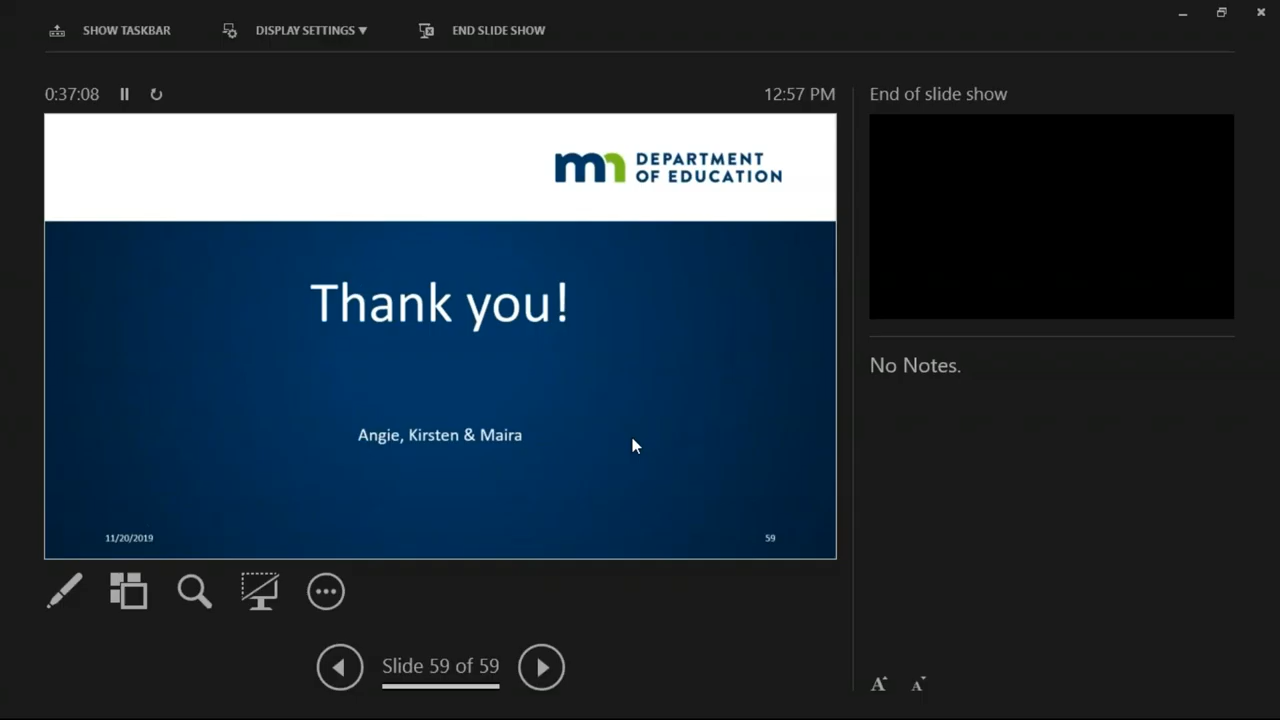 SHOW TASKBAR
DISPLAY SETTINGS ▼
END SLIDE SHOW
0:37:08
12:57 PM
End of slide show
mn DEPARTMENT
OF EDUCATION
Thank you!
Angie, Kirsten & Maira
11/20/2019
59
No Notes.
Slide 59 of 59
A
A